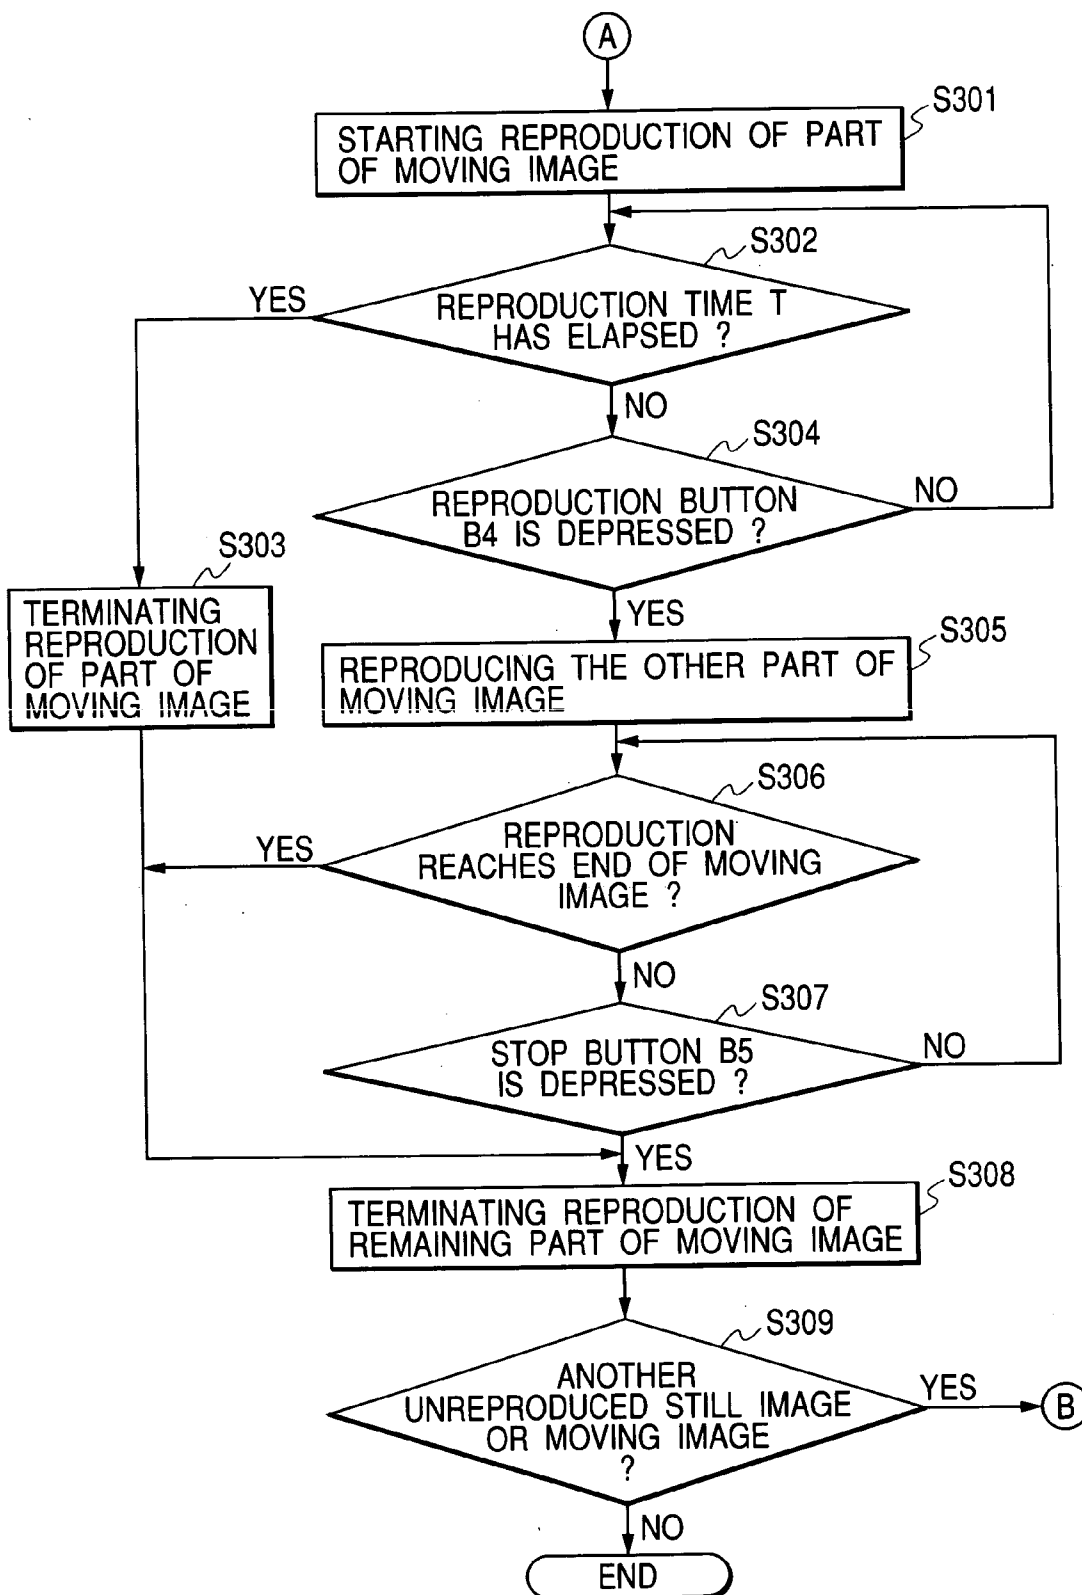 A
S301
STARTING REPRODUCTION OF PART
OF MOVING IMAGE
S302
YES
REPRODUCTION TIME T
HAS ELAPSED ?
NO
S304
REPRODUCTION BUTTON
B4 IS DEPRESSED ?
NO
S303
TERMINATING
REPRODUCTION
OF PART OF
MOVING IMAGE
YES
S305
REPRODUCING THE OTHER PART OF
MOVING IMAGE
S306
YES
REPRODUCTION
REACHES END OF MOVING
IMAGE ?
NO
S307
STOP BUTTON B5
IS DEPRESSED ?
NO
YES
S308
TERMINATING REPRODUCTION OF
REMAINING PART OF MOVING IMAGE
S309
ANOTHER
UNREPRODUCED STILL IMAGE
OR MOVING IMAGE
?
YES
B
NO
END